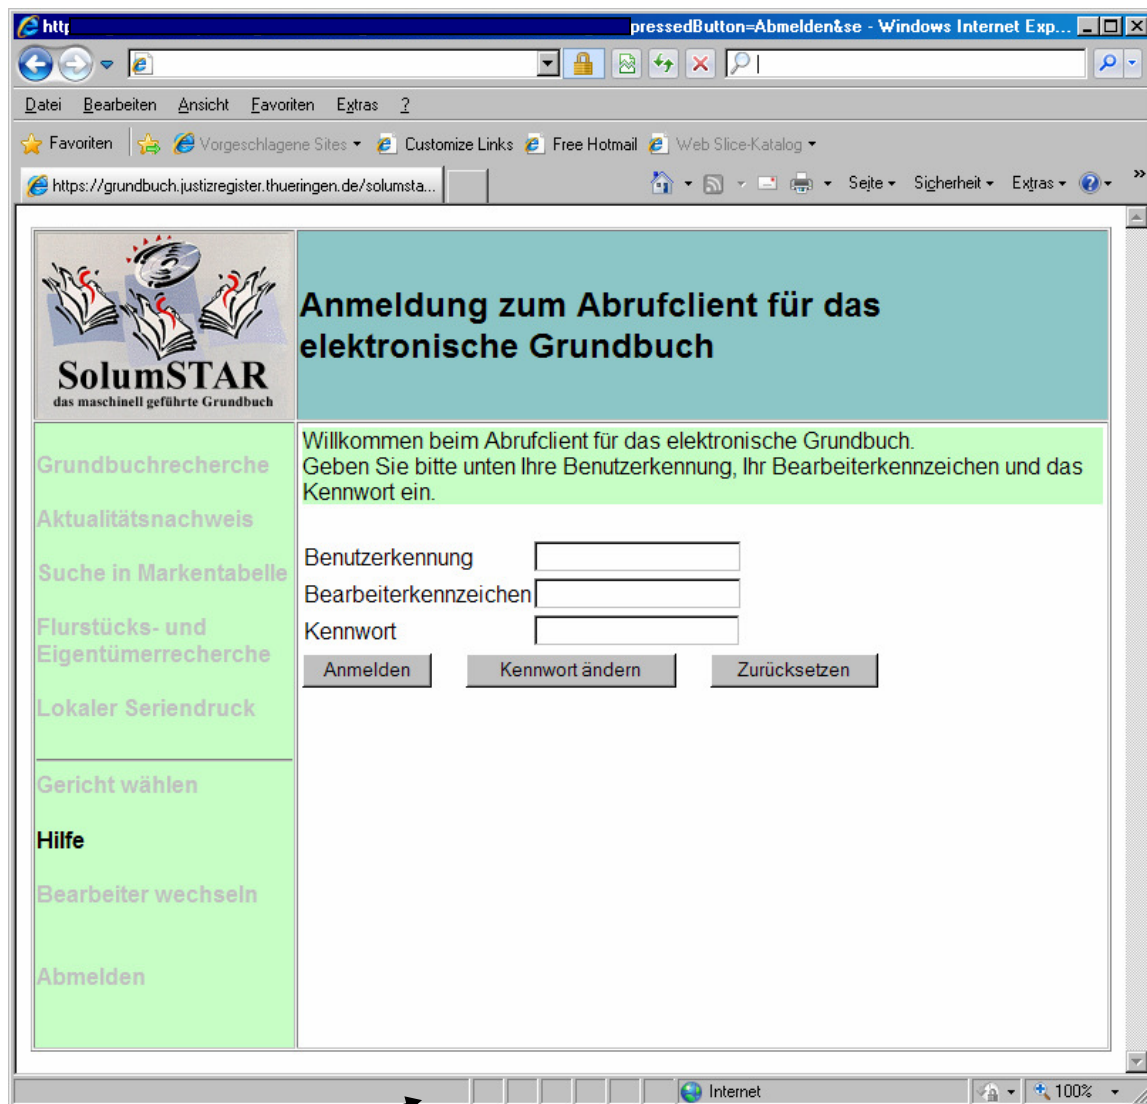 http pressedButton=Abmelden&se - Windows Internet Exp...
Datei Bearbeiten Ansicht Favoriten Extras ?
Favoriten Vorgeschlagene Sites Customize Links Free Hotmail Web Slice-Katalog
https://grundbuch.justizregister.thueringen.de/solumsta... Seite Sicherheit Extras »
SolumSTAR
das maschinell geführte Grundbuch
Anmeldung zum Abrufclient für das
elektronische Grundbuch
Grundbuchrecherche
Aktualitätsnachweis
Suche in Markentabelle
Flurstücks- und
Eigentümerrecherche
Lokaler Seriendruck
Gericht wählen
Hilfe
Bearbeiter wechseln
Abmelden
Willkommen beim Abrufclient für das elektronische Grundbuch.
Geben Sie bitte unten Ihre Benutzerkennung, Ihr Bearbeiterkennzeichen und das
Kennwort ein.
Benutzerkennung
Bearbeiterkennzeichen
Kennwort
Anmelden Kennwort ändern Zurücksetzen
Internet 100%